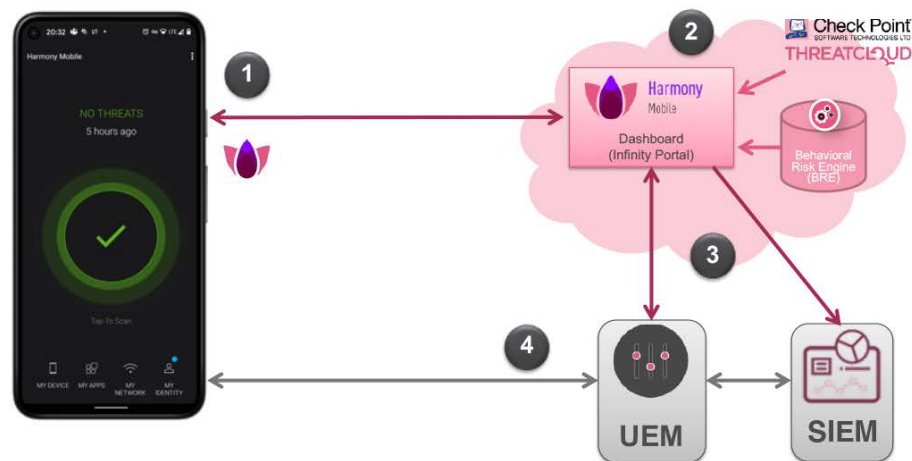 20:32
LTE
Harmony Mobile
NO THREATS
5 hours ago
Tap To Scan
MY DEVICE
MY APPS
MY
NETWORK
MY
IDENTITY
1
2
Check Point
SOFTWARE TECHNOLOGIES LTD
THREATCLOUD
Harmony
Mobile
Dashboard
(Infinity Portal)
Behavioral
Risk Engine
(BRE)
3
4
UEM
SIEM